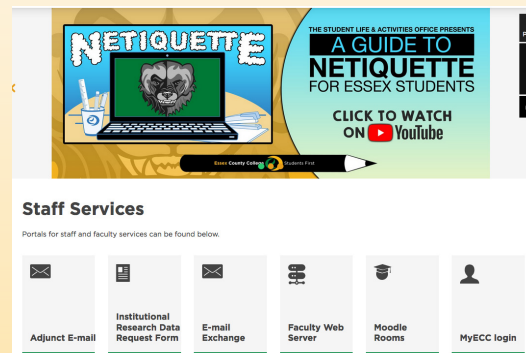 NETIQUETTE
THE STUDENT LIFE & ACTIVITIES OFFICE PRESENTS
A GUIDE TO
NETIQUETTE
FOR ESSEX STUDENTS
CLICK TO WATCH
ON YouTube
Essex County College Students First
Staff Services
Portals for staff and faculty services can be found below.
Adjunct E-mail
Institutional
Research Data
Request Form
E-mail
Exchange
Faculty Web
Server
Moodle
Rooms
MyECC login